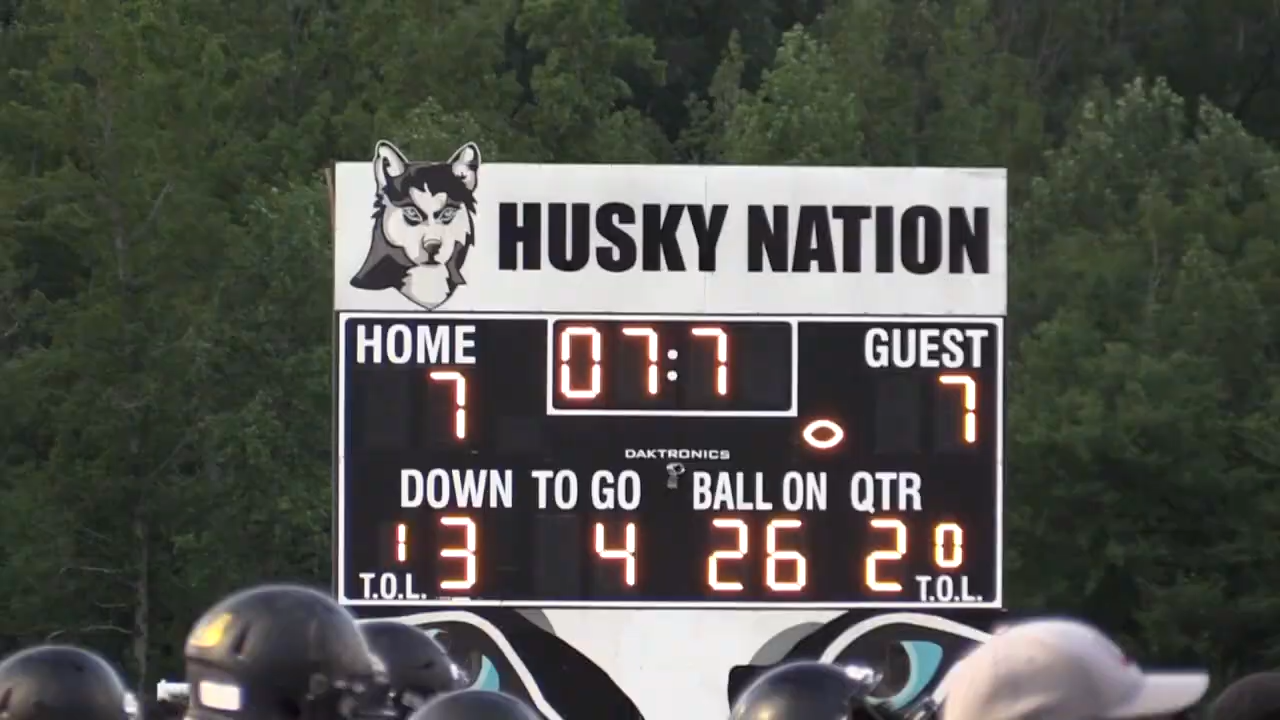 HUSKY NATION
HOME 07:7 GUEST
7 7
DAKTRONICS
DOWN TO GO BALL ON QTR
1 3 4 26 2 0
T.O.L. T.O.L.